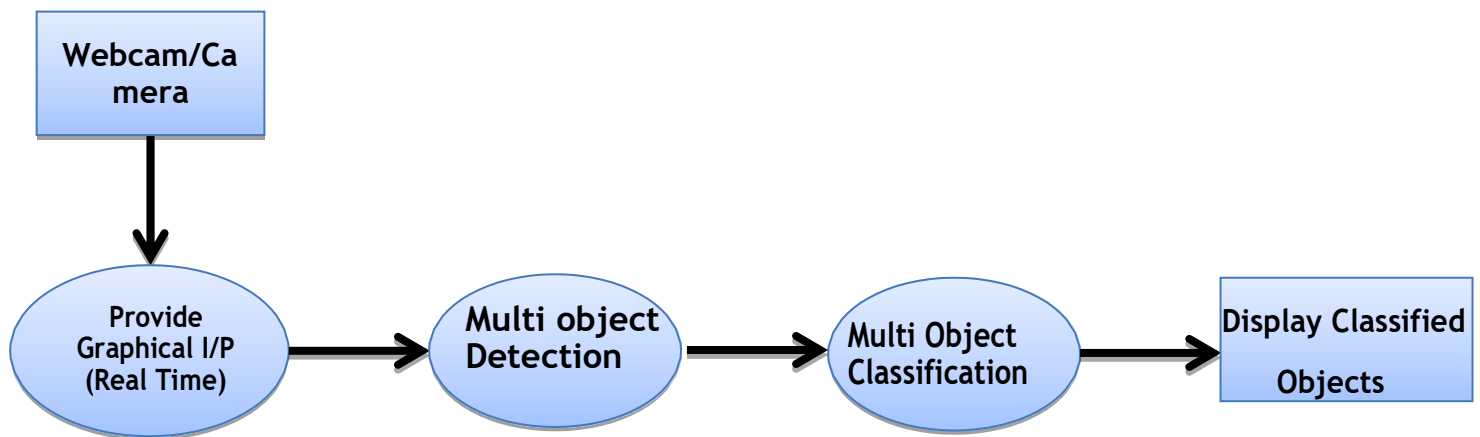 Webcam/Ca
mera
Provide
Graphical I/P
(Real Time)
Multi object
Detection
Multi Object
Classification
Display Classified
Objects